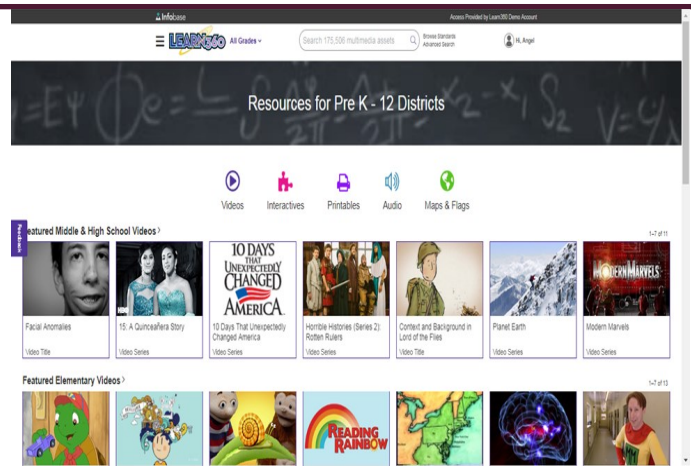 Infobase
Access Provided by Learn360 Demo Account
LEARN360
All Grades
Search 175,506 multimedia assets
Browse Standards
Advanced Search
Hi, Angel
Resources for Pre K - 12 Districts
Videos
Interactives
Printables
Audio
Maps & Flags
Feedback
eatured Middle & High School Videos >
1–7 of 11
10 DAYS
THAT
UNEXPECTEDLY
CHANGED
AMERICA
MODERN MARVELS
HBO
Facial Anomalies
15: A Quinceañera Story
10 Days That Unexpectedly
Changed America
Horrible Histories (Series 2):
Rotten Rulers
Context and Background in
Lord of the Flies
Planet Earth
Modern Marvels
Video Title
Video Series
Video Series
Video Series
Video Title
Video Series
Video Series
Featured Elementary Videos >
1–7 of 13
READING
RAINBOW